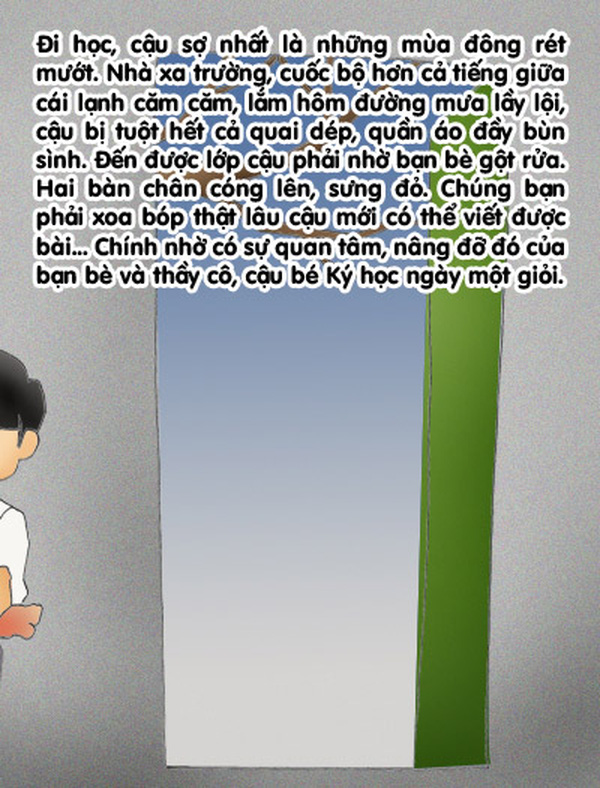 Đi học, cậu sợ nhất là những mùa đông rét
mướt. Nhà xa trường, cuốc bộ hơn cả tiếng giữa
cái lạnh căm căm, lắm hôm đường mưa lầy lội,
cậu bị tuột hết cả quai dép, quần áo đầy bùn
sình. Đến được lớp cậu phải nhờ bạn bè gột rửa.
Hai bàn chân cóng lên, sưng đỏ. Chúng bạn
phải xoa bóp thật lâu cậu mới có thể viết được
bài... Chính nhờ có sự quan tâm, nâng đỡ đó của
bạn bè và thầy cô, cậu bé Ký học ngày một giỏi.